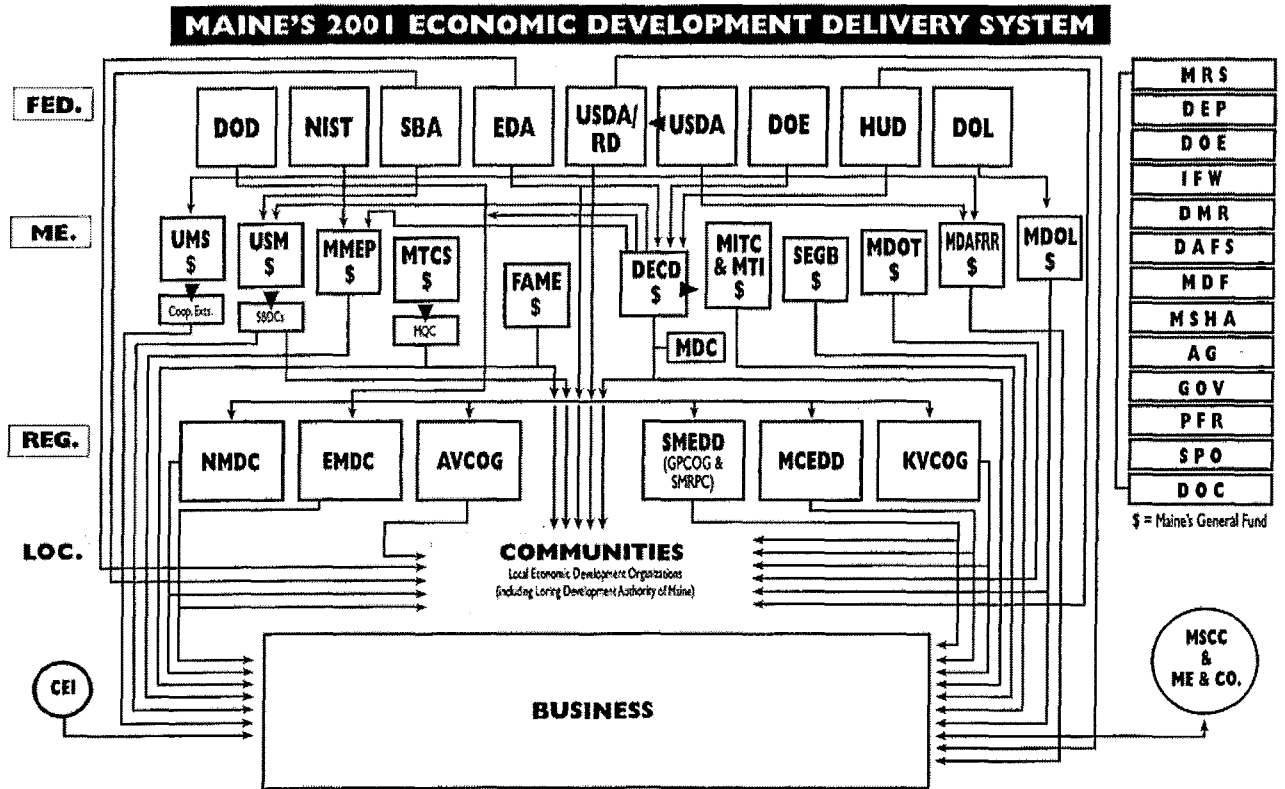 MAINE'S 2001 ECONOMIC DEVELOPMENT DELIVERY SYSTEM
FED.
DOD
NIST
SBA
EDA
USDA/
RD
USDA
DOE
HUD
DOL
ME.
UMS
$
Coop. Exts.
USM
$
SBDCs
MMEP
$
MTCS
$
MQC
FAME
$
DECD
$
MDC
MITC
& MTI
$
SEGB
$
MDOT
$
MDAFRR
$
MDOL
$
REG.
NMDC
EMDC
AVCOG
SMEDD
(GPCOG &
SMRPC)
MCEDD
KVCOG
LOC.
COMMUNITIES
Local Economic Development Organizations
(including Loring Development Authority of Maine)
CEI
BUSINESS
MSCC
&
ME & CO.
MRS
DEP
DOE
IFW
DMR
DAFS
MDF
MSHA
AG
GOV
PFR
SPO
DOC
$ = Maine's General Fund